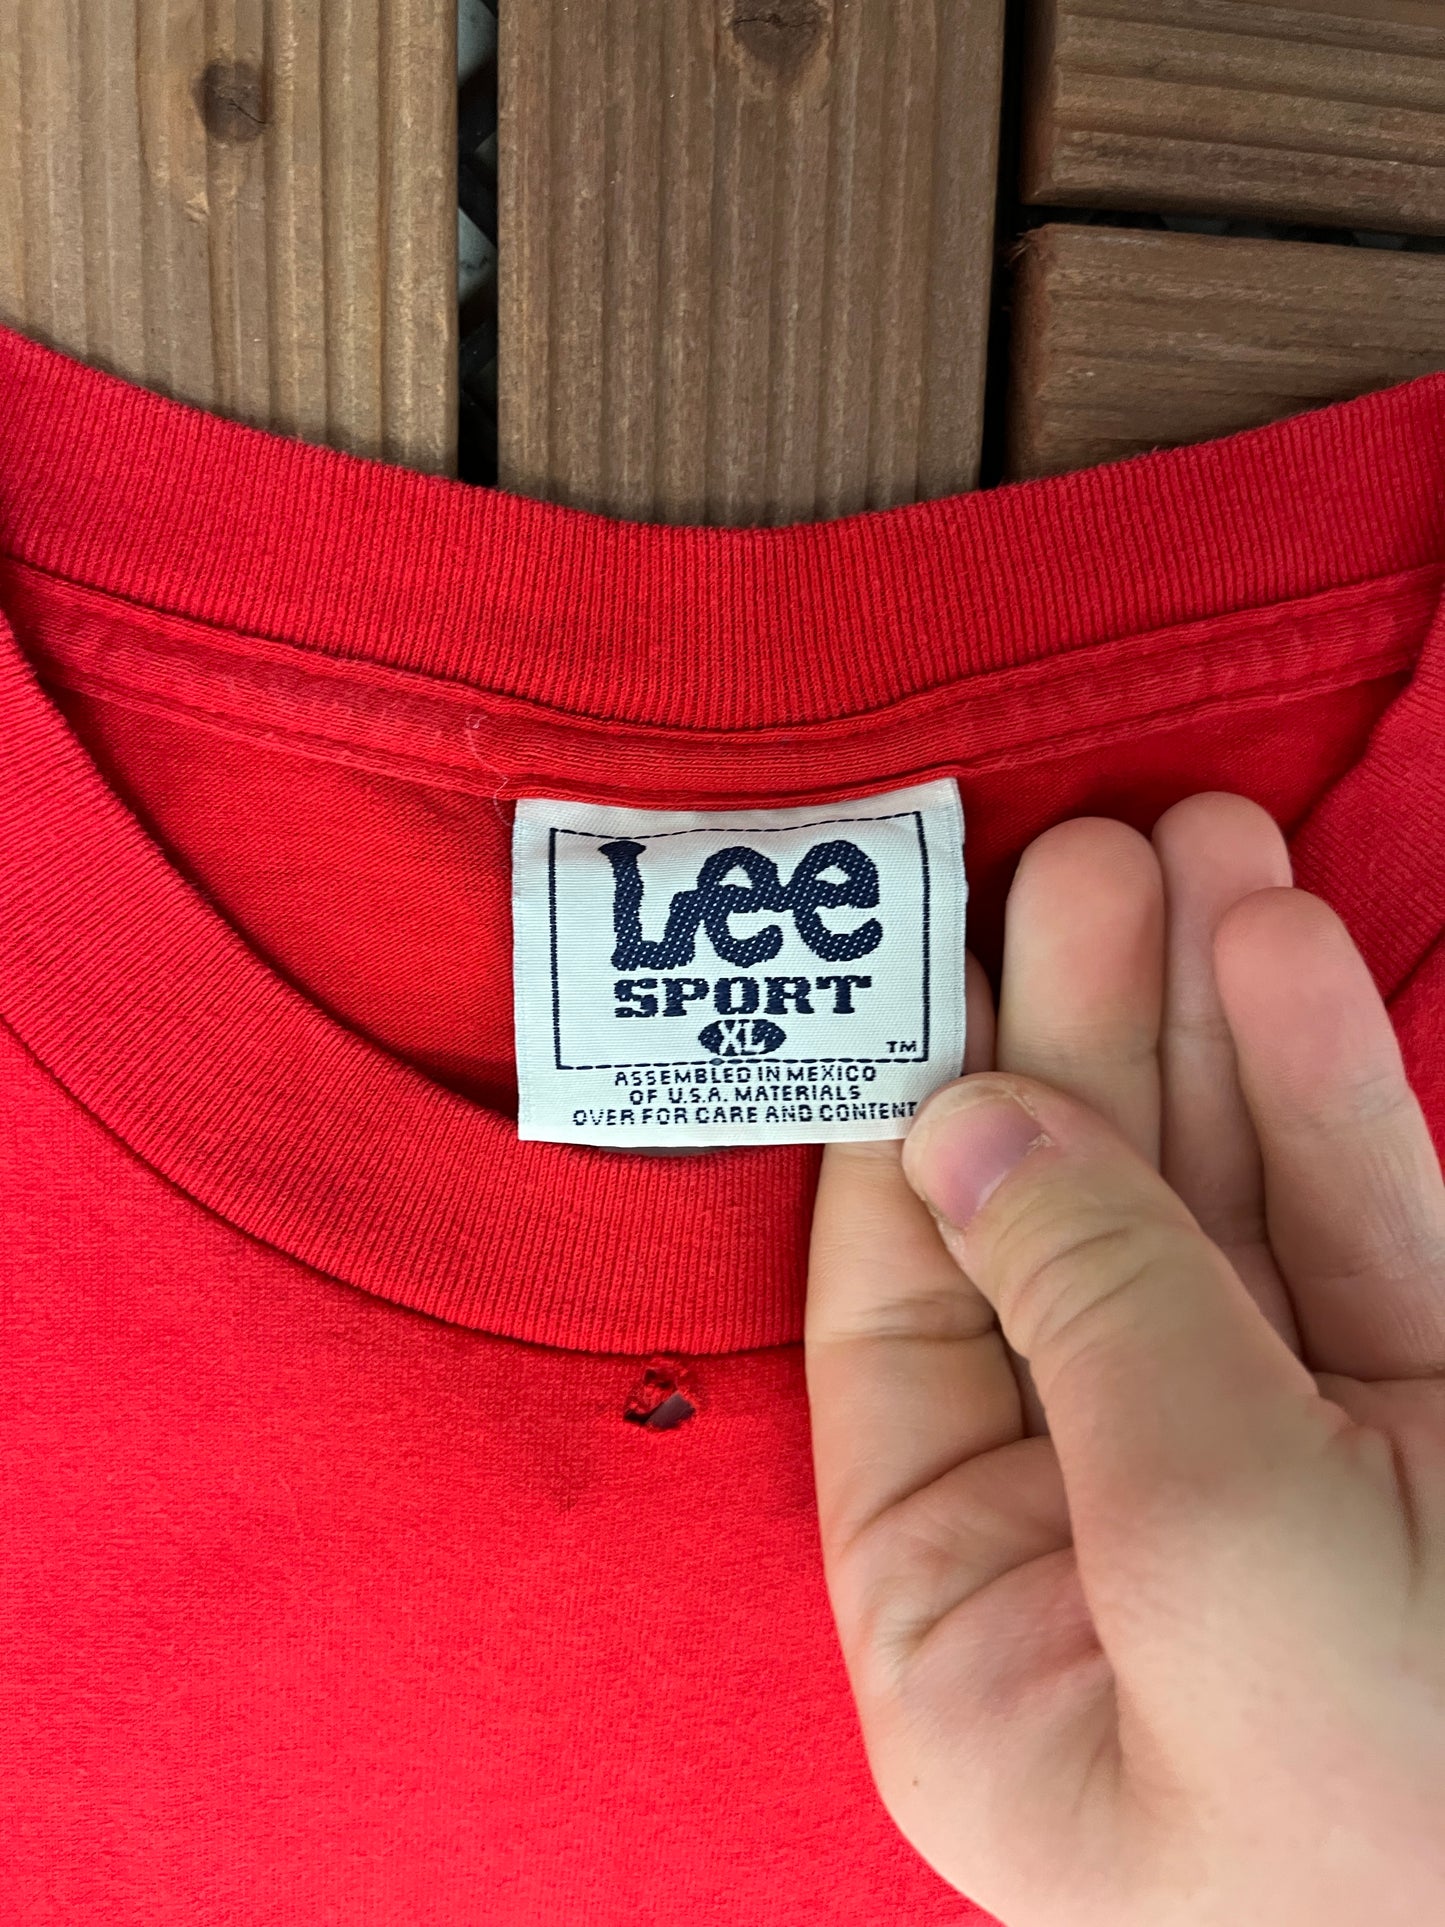 Lee
SPORT
XL
TM
ASSEMBLED IN MEXICO
OF U.S.A. MATERIALS
OVER FOR CARE AND CONTENT